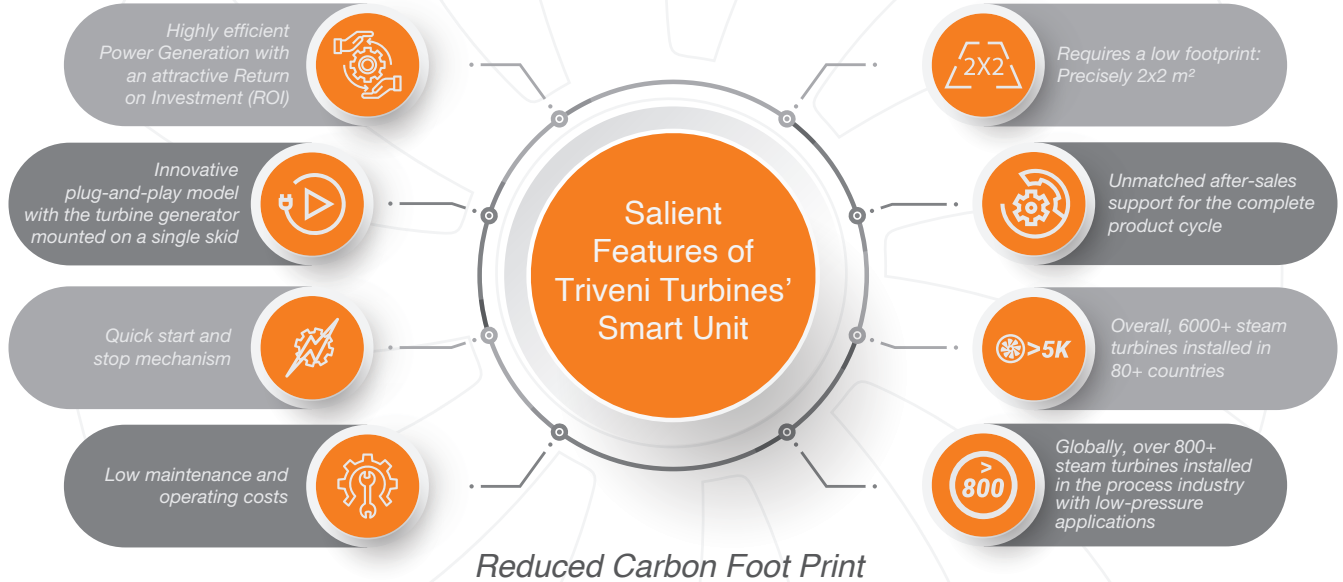 Highly efficient
Power Generation with
an attractive Return
on Investment (ROI)
Innovative
plug-and-play model
with the turbine generator
mounted on a single skid
Quick start and
stop mechanism
Low maintenance and
operating costs
Salient
Features of
Triveni Turbines’
Smart Unit
2X2
Requires a low footprint:
Precisely 2x2 m²
Unmatched after-sales
support for the complete
product cycle
>5K
Overall, 6000+ steam
turbines installed in
80+ countries
>
800
Globally, over 800+
steam turbines installed
in the process industry
with low-pressure
applications
Reduced Carbon Foot Print